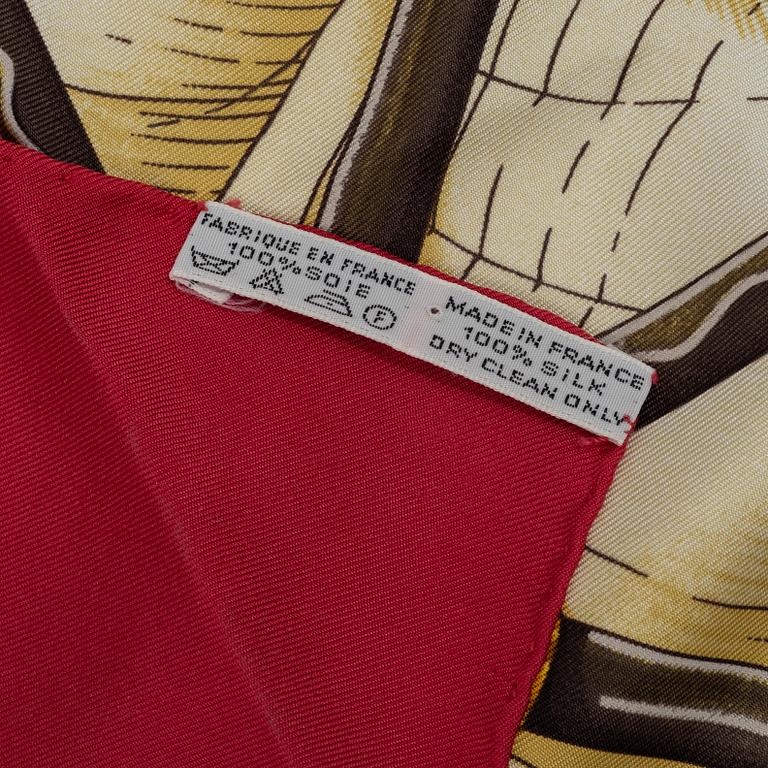 FABRIQUE EN FRANCE
100% SOIE
P
MADE IN FRANCE
100% SILK
DRY CLEAN ONLY